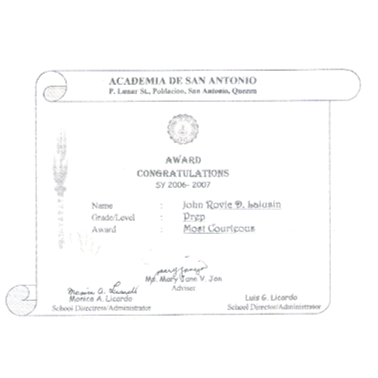 ACADEMIA DE SAN ANTONIO
P. Lunar St., Poblacion, San Antonio, Quezon
AWARD
CONGRATULATIONS
SY 2006- 2007
Name : John Rovie D. Lalusin
Grade/Level : Prep
Award : Most Courteous
Ms. Mary Jane V. Jea
Adviser
Monica A. Licardo
School Directress/Administrator
Luis G. Licardo
School Director/Administrator